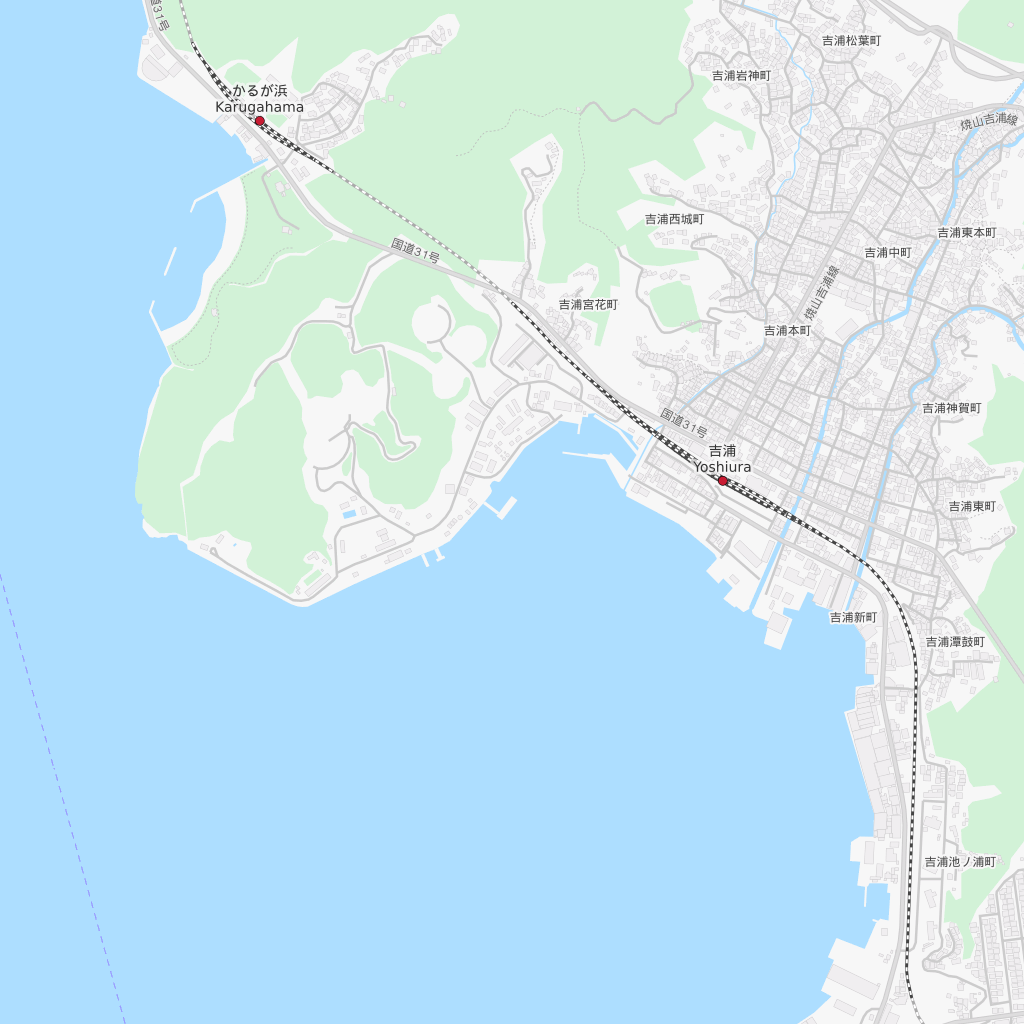 道31号
吉浦松葉町
吉浦岩神町
かるが浜
Karugahama
焼山吉浦線
吉浦西城町
吉浦東本町
国道31号
吉浦中町
焼山吉浦線
吉浦宮花町
吉浦本町
吉浦神賀町
国道31号
吉浦
Yoshiura
吉浦東町
吉浦新町
吉浦潭鼓町
吉浦池ノ浦町